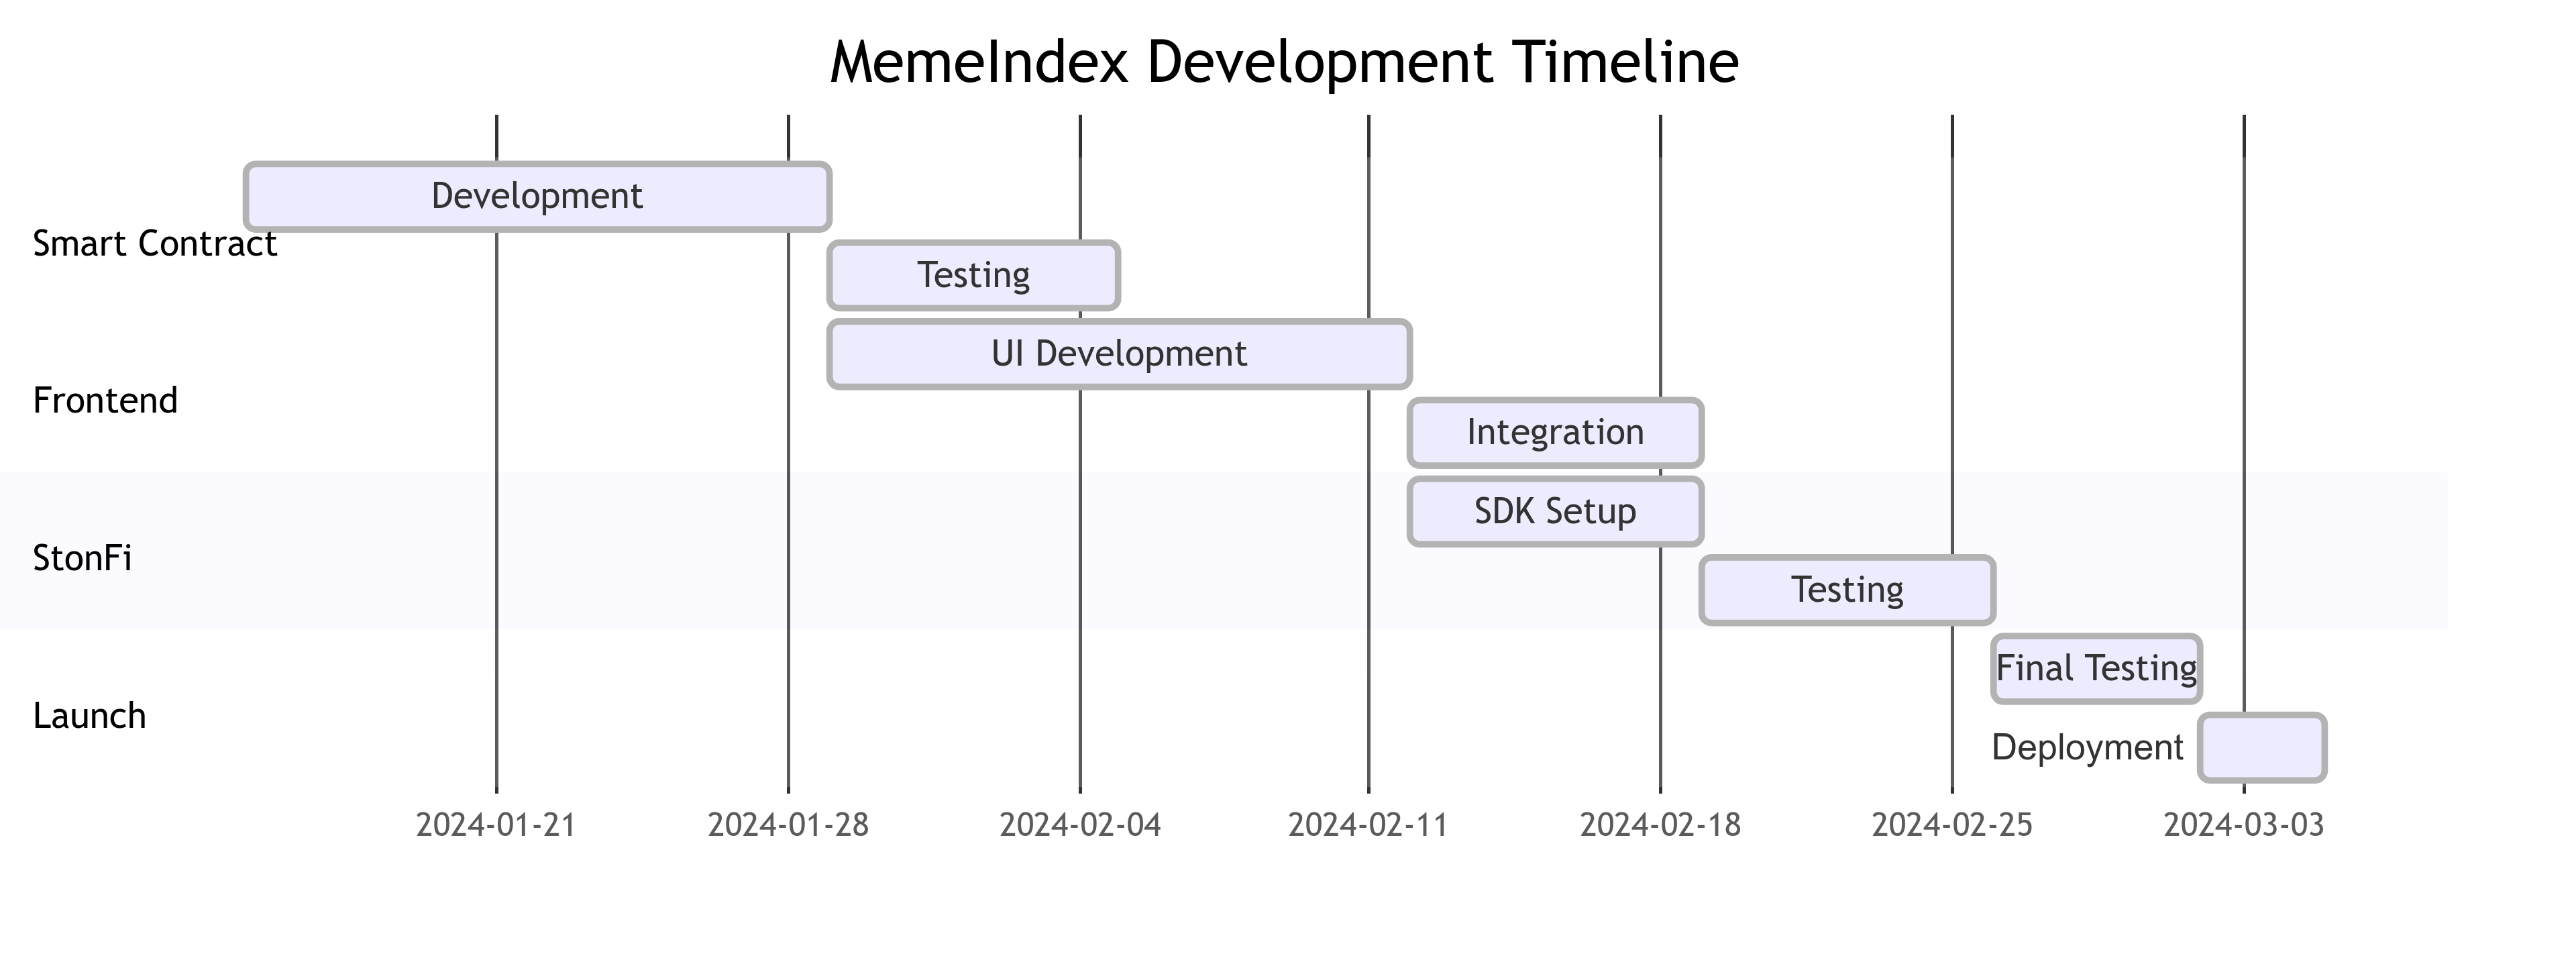 MemeIndex Development Timeline
Development
Smart Contract
Testing
UI Development
Frontend
Integration
SDK Setup
StonFi
Testing
Final Testing
Launch
Deployment
2024-01-21 2024-01-28 2024-02-04 2024-02-11 2024-02-18 2024-02-25 2024-03-03